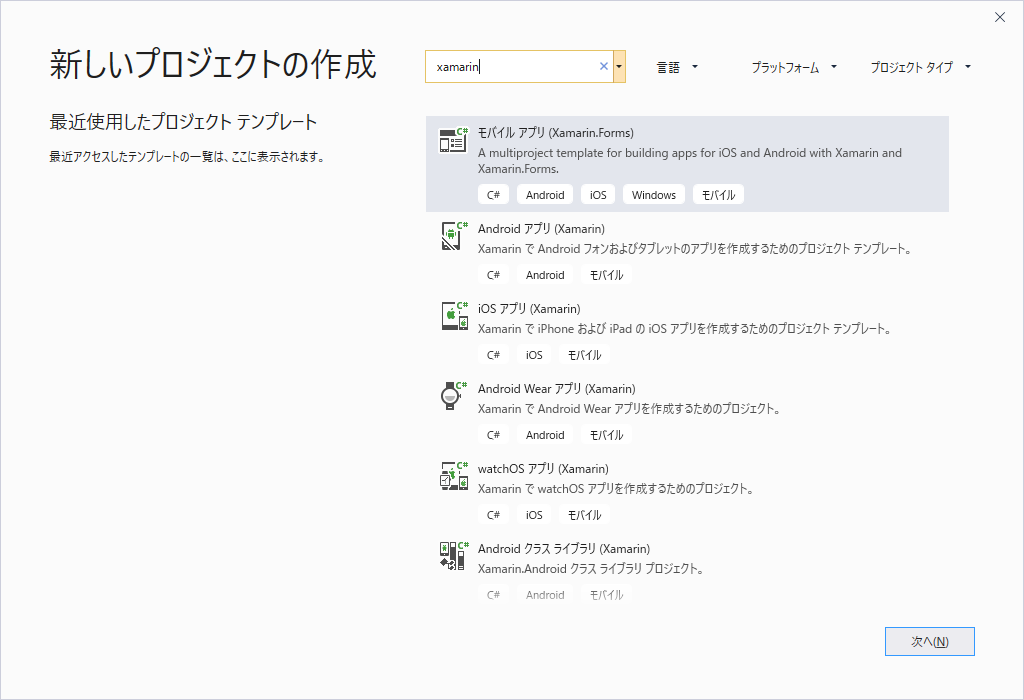 新しいプロジェクトの作成
xamarin
言語
プラットフォーム
プロジェクト タイプ
最近使用したプロジェクト テンプレート
最近アクセスしたテンプレートの一覧は、ここに表示されます。
モバイル アプリ (Xamarin.Forms)
A multiproject template for building apps for iOS and Android with Xamarin and
Xamarin.Forms.
C# Android iOS Windows モバイル
Android アプリ (Xamarin)
Xamarin で Android フォンおよびタブレットのアプリを作成するためのプロジェクト テンプレート。
C# Android モバイル
iOS アプリ (Xamarin)
Xamarin で iPhone および iPad の iOS アプリを作成するためのプロジェクト テンプレート。
C# iOS モバイル
Android Wear アプリ (Xamarin)
Xamarin で Android Wear アプリを作成するためのプロジェクト。
C# Android モバイル
watchOS アプリ (Xamarin)
Xamarin で watchOS アプリを作成するためのプロジェクト。
C# iOS モバイル
Android クラス ライブラリ (Xamarin)
Xamarin.Android クラス ライブラリ プロジェクト。
C# Android モバイル
次へ(N)